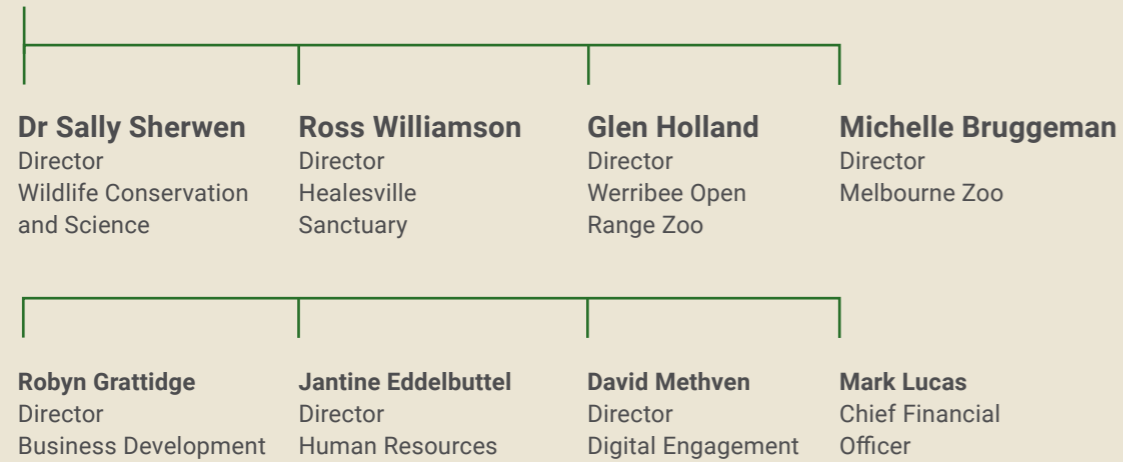 Dr Sally Sherwen
Director
Wildlife Conservation
and Science
Ross Williamson
Director
Healesville
Sanctuary
Glen Holland
Director
Werribee Open
Range Zoo
Michelle Bruggeman
Director
Melbourne Zoo
Robyn Grattidge
Director
Business Development
Jantine Eddelbuttel
Director
Human Resources
David Methven
Director
Digital Engagement
Mark Lucas
Chief Financial
Officer